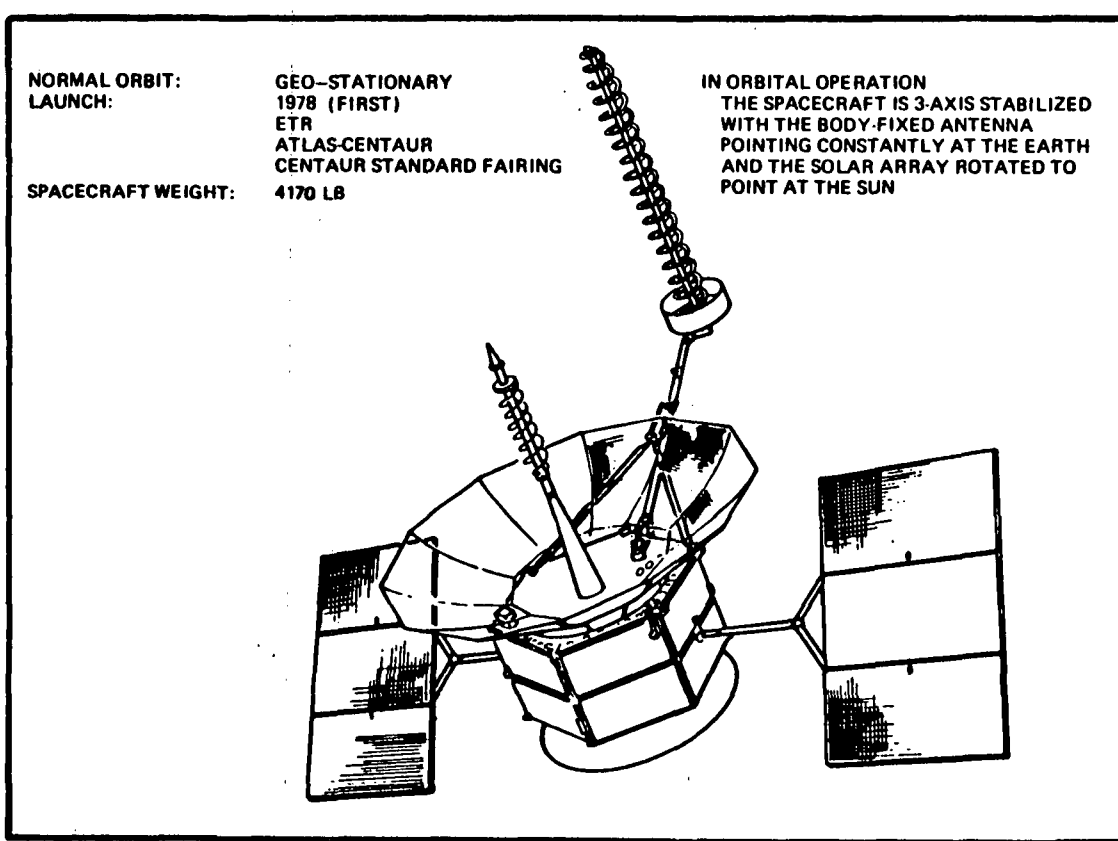 NORMAL ORBIT: GEO-STATIONARY
LAUNCH: 1978 (FIRST)
ETR
ATLAS-CENTAUR
CENTAUR STANDARD FAIRING
SPACECRAFT WEIGHT: 4170 LB
IN ORBITAL OPERATION
THE SPACECRAFT IS 3-AXIS STABILIZED
WITH THE BODY-FIXED ANTENNA
POINTING CONSTANTLY AT THE EARTH
AND THE SOLAR ARRAY ROTATED TO
POINT AT THE SUN